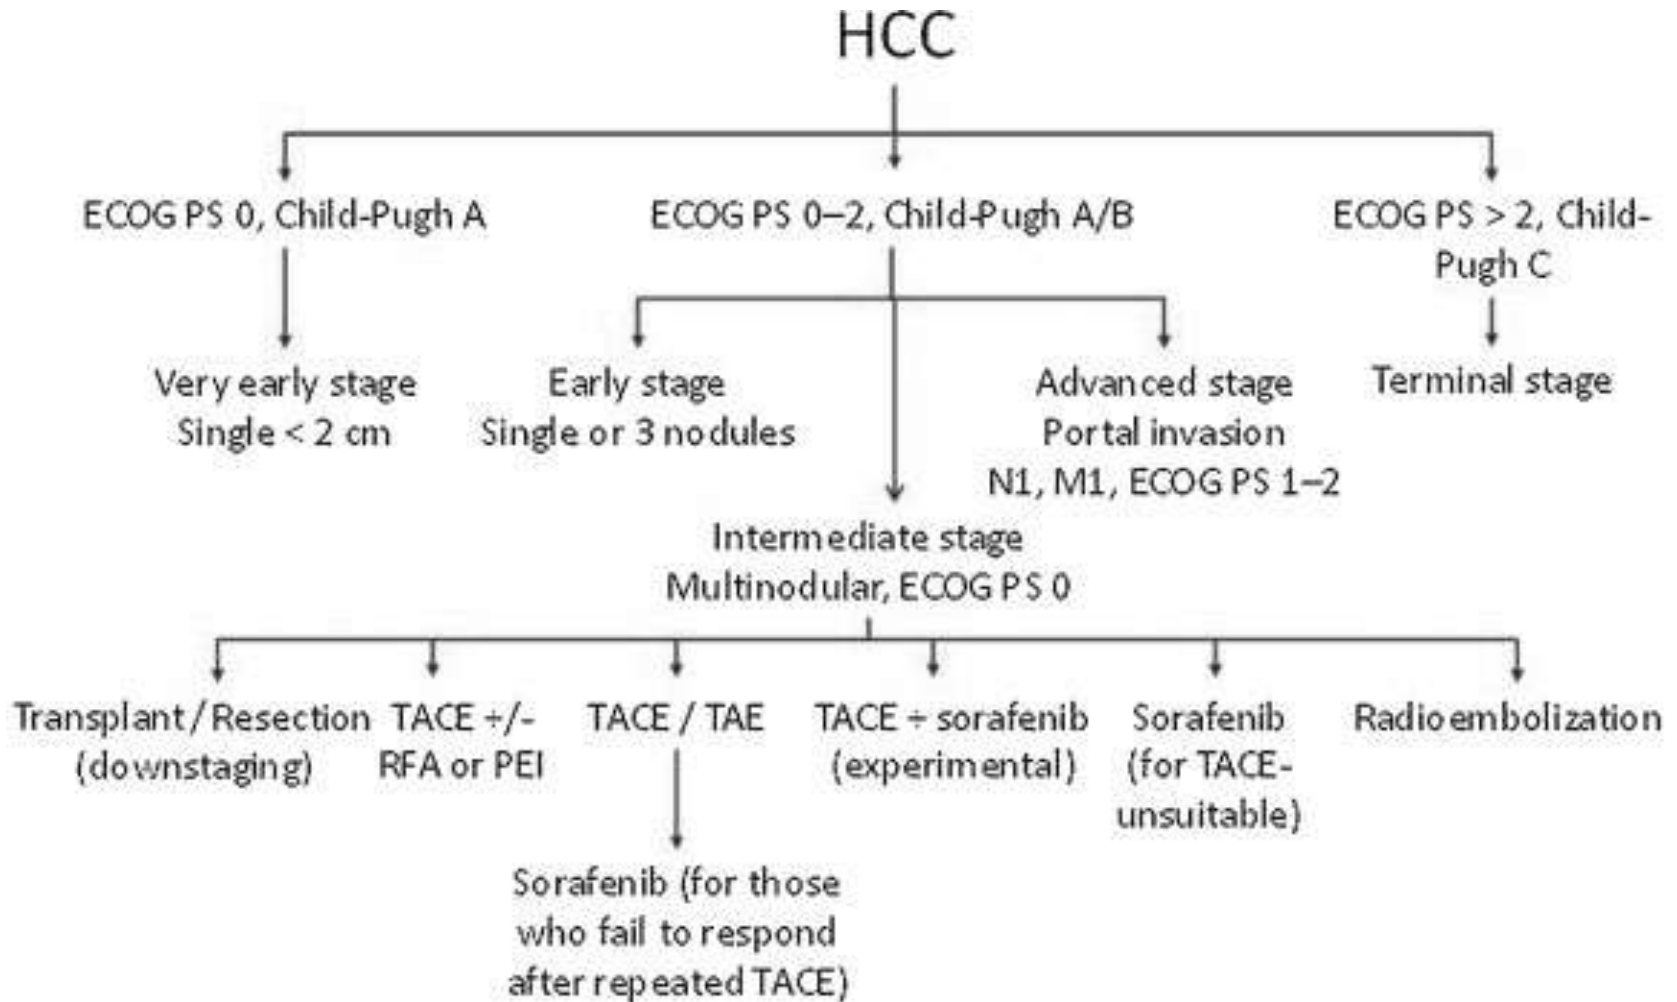 HCC
ECOG PS 0, Child-Pugh A
ECOG PS 0–2, Child-Pugh A/B
ECOG PS > 2, Child-
Pugh C
Very early stage
Single < 2 cm
Early stage
Single or 3 nodules
Advanced stage
Portal invasion
N1, M1, ECOG PS 1–2
Terminal stage
Intermediate stage
Multinodular, ECOG PS 0
Transplant / Resection
(downstaging)
TACE +/-
RFA or PEI
TACE / TAE
TACE + sorafenib
(experimental)
Sorafenib
(for TACE-
unsuitable)
Radioembolization
Sorafenib (for those
who fail to respond
after repeated TACE)